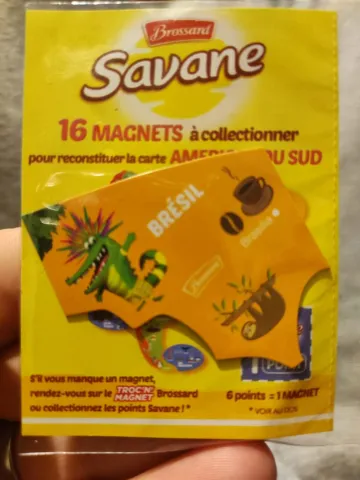 Brossard
Savane
16 MAGNETS à collectionner
pour reconstituer la carte DU SUD
BRÉSIL
Brossard
S'il vous manque un magnet,
rendez-vous sur le TROC'N' MAGNET Brossard
ou collectionnez les points Savane ! *
6 points = 1 MAGNET
* VOIR AU DOS